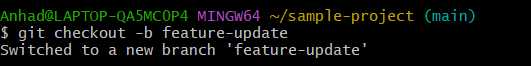 Anhad@LAPTOP-QA5MC0P4 MINGW64 ~/sample-project (main)
$ git checkout -b feature-update
Switched to a new branch 'feature-update'